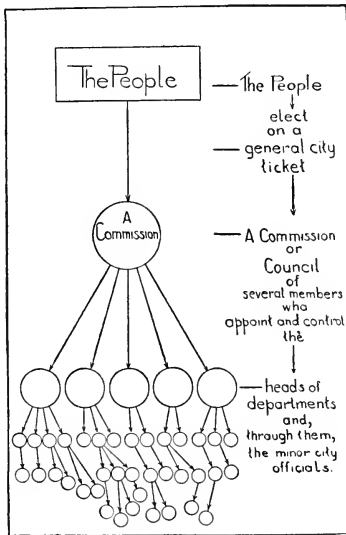 The People
A
Commission
The People
elect
on a
general city
ticket
A Commission
or
Council
of
several members
who
appoint and control
the
heads of
departments
and,
through them,
the minor city
officials.